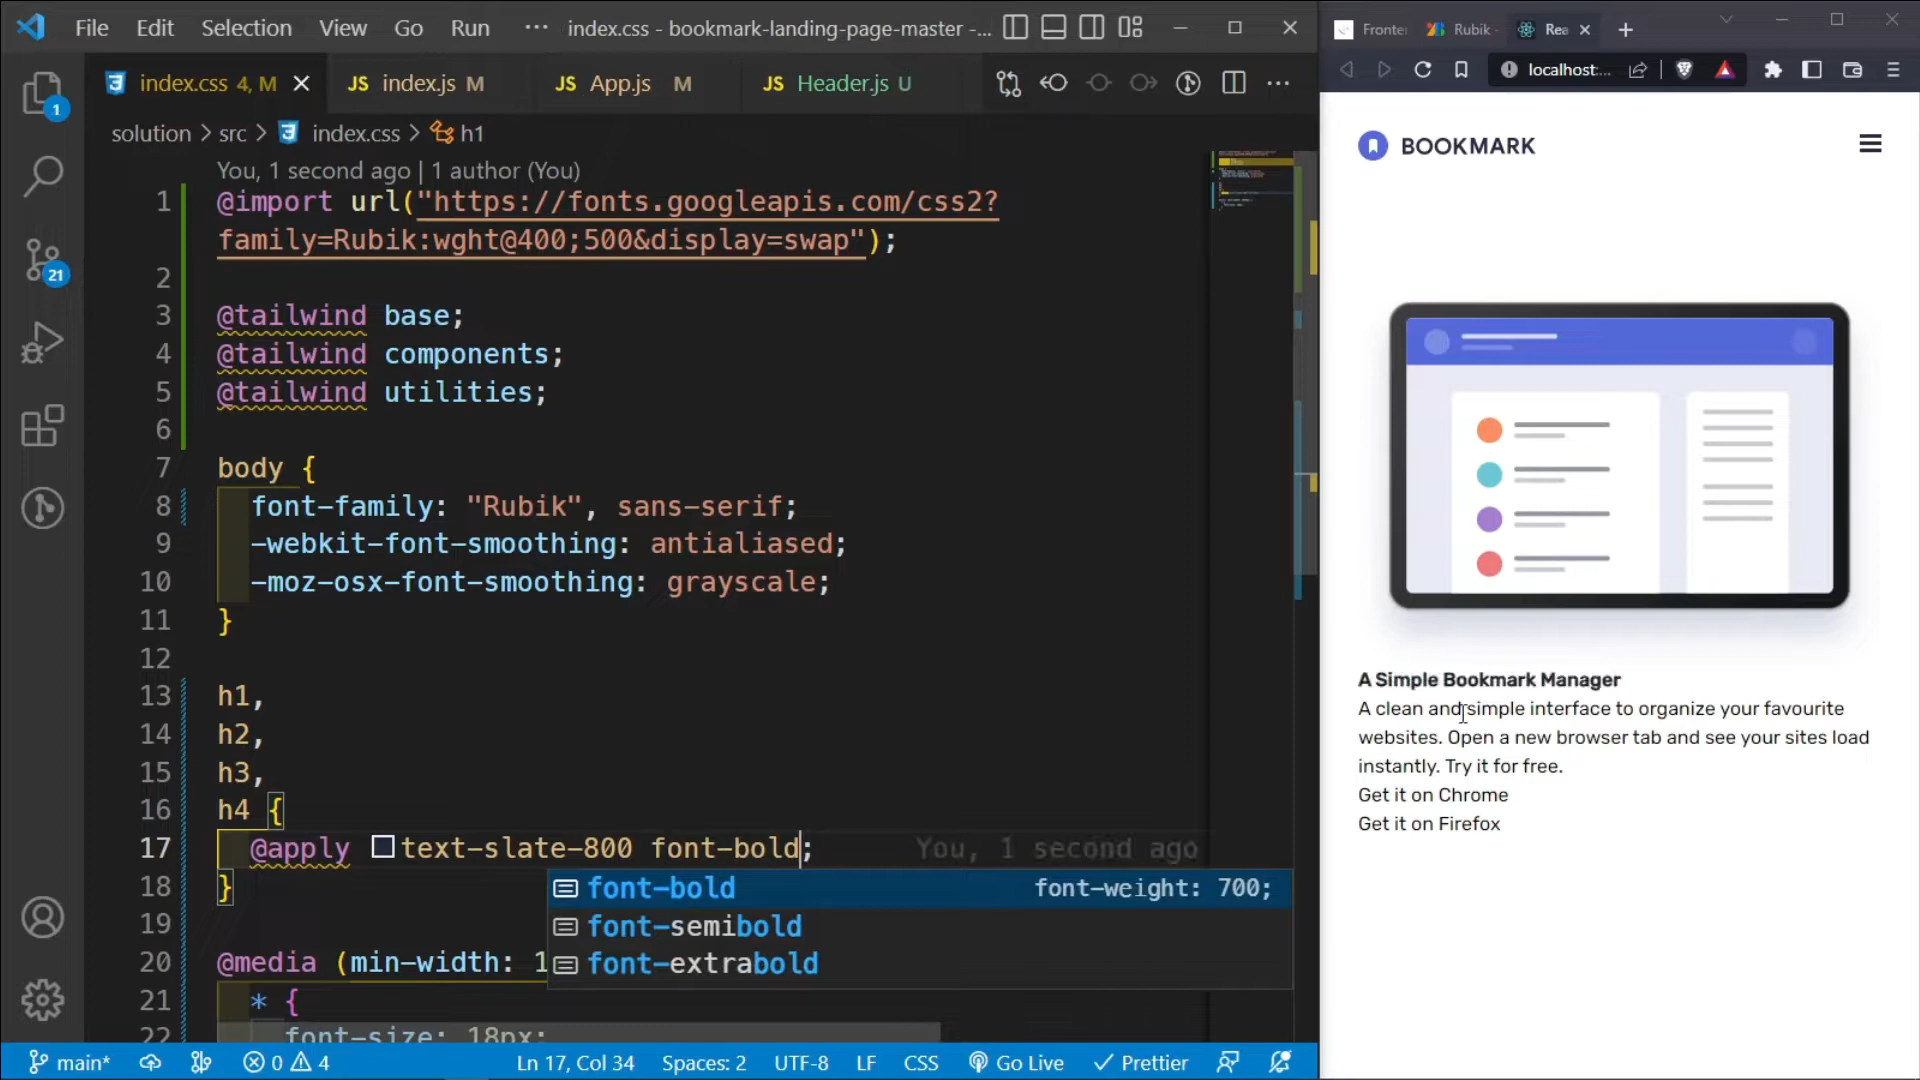 File Edit Selection View Go Run ··· index.css - bookmark-landing-page-master -...
index.css 4, M
JS index.js M
JS App.js M
JS Header.js U
solution > src > index.css > h1
You, 1 second ago | 1 author (You)
1 @import url("https://fonts.googleapis.com/css2?
family=Rubik:wght@400;500&display=swap");
2
3 @tailwind base;
4 @tailwind components;
5 @tailwind utilities;
6
7 body {
8 font-family: "Rubik", sans-serif;
9 -webkit-font-smoothing: antialiased;
10 -moz-osx-font-smoothing: grayscale;
11 }
12
13 h1,
14 h2,
15 h3,
16 h4 {
17 @apply text-slate-800 font-bold; You, 1 second ago
18 }
font-bold font-weight: 700;
font-semibold
font-extrabold
19
20 @media (min-width: 1
21 * {
22 font-size: 18px;
1
21
main* 0 4 Ln 17, Col 34 Spaces: 2 UTF-8 LF CSS Go Live Prettier
Fronte
Rubik -
Rea
localhost:...
BOOKMARK
A Simple Bookmark Manager
A clean and simple interface to organize your favourite
websites. Open a new browser tab and see your sites load
instantly. Try it for free.
Get it on Chrome
Get it on Firefox